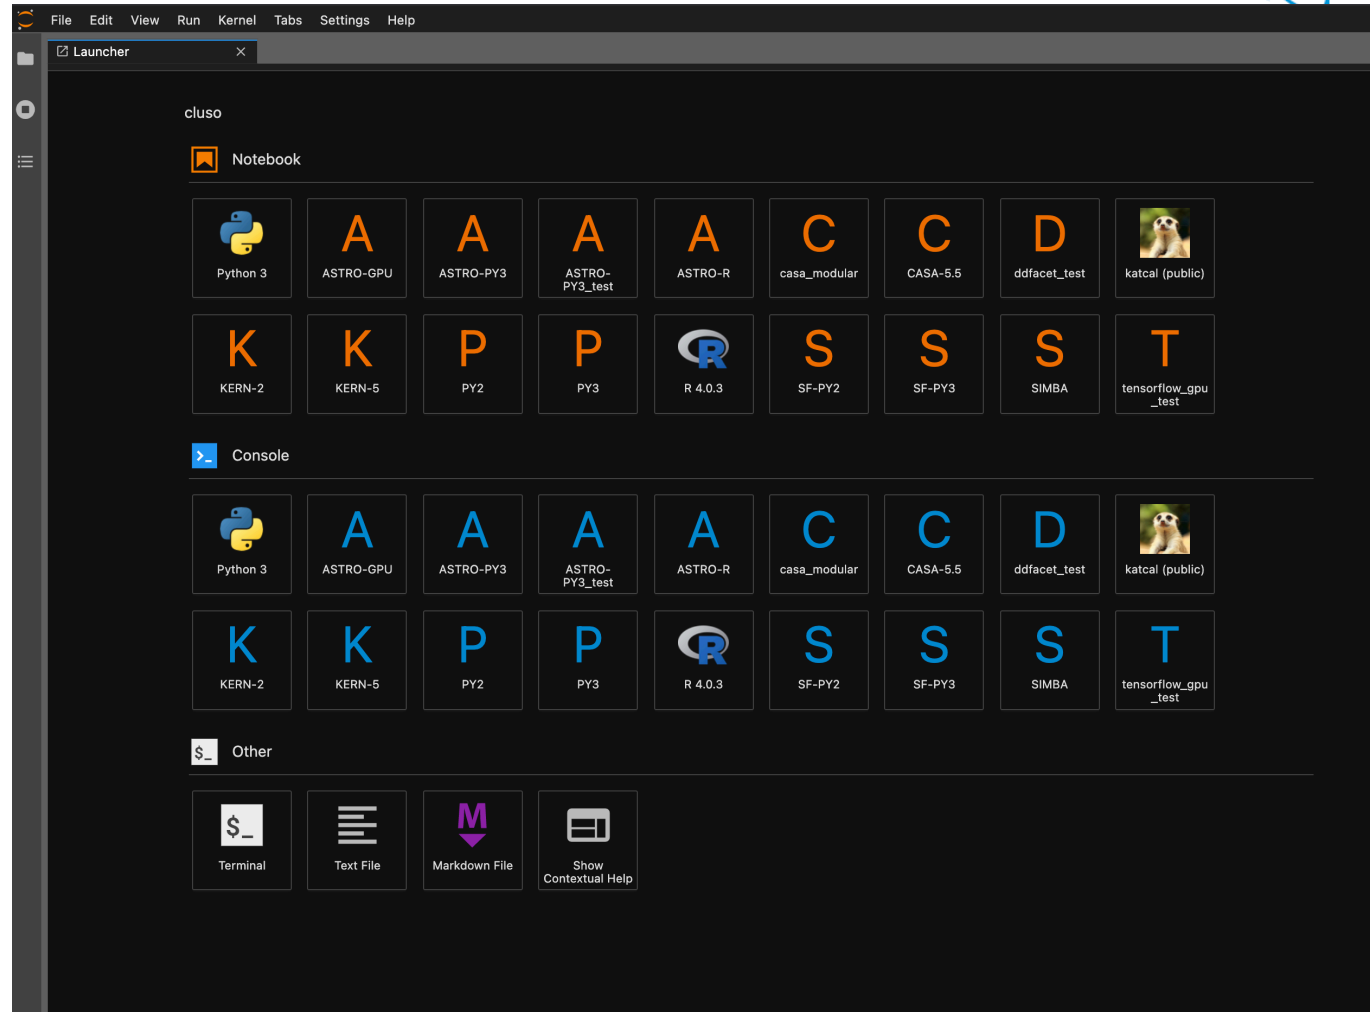 File Edit View Run Kernel Tabs Settings Help
Launcher
cluso
Notebook
Python 3
ASTRO-GPU
ASTRO-PY3
ASTRO-
PY3_test
ASTRO-R
casa_modular
CASA-5.5
ddfacet_test
katcal (public)
KERN-2
KERN-5
PY2
PY3
R 4.0.3
SF-PY2
SF-PY3
SIMBA
tensorflow_gpu
_test
Console
Python 3
ASTRO-GPU
ASTRO-PY3
ASTRO-
PY3_test
ASTRO-R
casa_modular
CASA-5.5
ddfacet_test
katcal (public)
KERN-2
KERN-5
PY2
PY3
R 4.0.3
SF-PY2
SF-PY3
SIMBA
tensorflow_gpu
_test
$_ Other
$_
Terminal
Text File
M
Markdown File
Show
Contextual Help